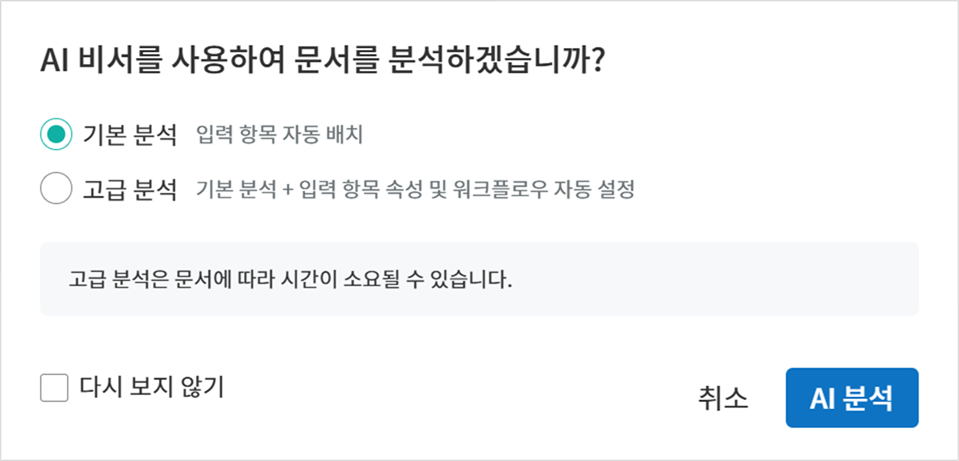 AI 비서를 사용하여 문서를 분석하겠습니까?
기본 분석 입력 항목 자동 배치
고급 분석 기본 분석 + 입력 항목 속성 및 워크플로우 자동 설정
고급 분석은 문서에 따라 시간이 소요될 수 있습니다.
다시 보지 않기
취소 AI 분석